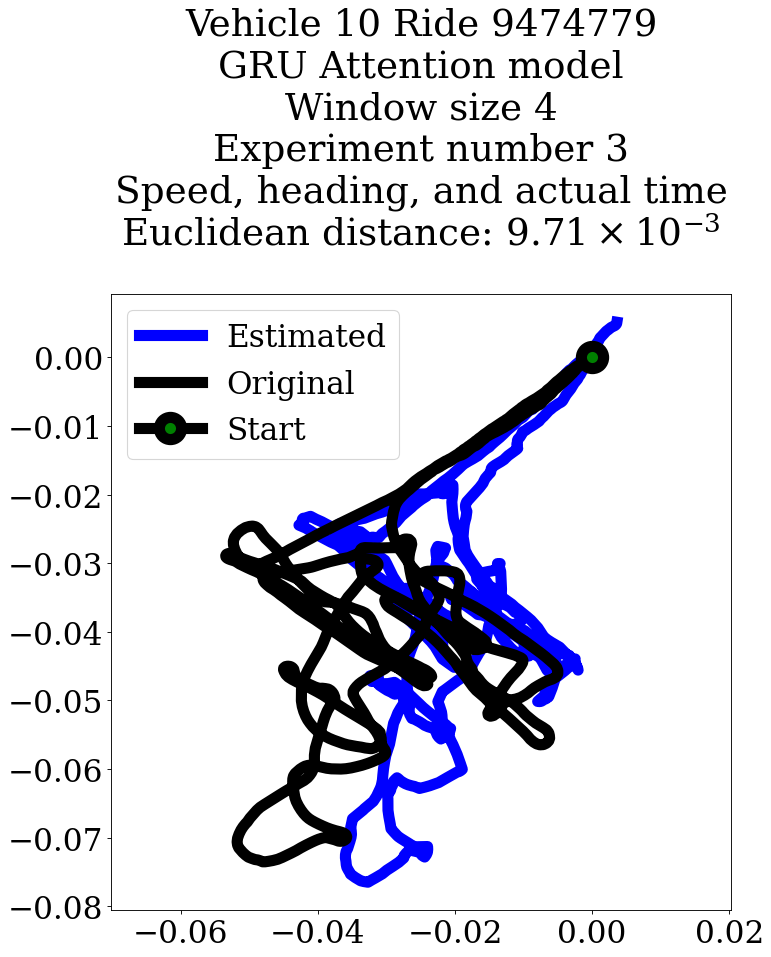 Vehicle 10 Ride 9474779
GRU Attention model
Window size 4
Experiment number 3
Speed, heading, and actual time
Euclidean distance: 9.71 × 10⁻³
Estimated
Original
Start
0.00
−0.01
−0.02
−0.03
−0.04
−0.05
−0.06
−0.07
−0.08
−0.06 −0.04 −0.02 0.00 0.02